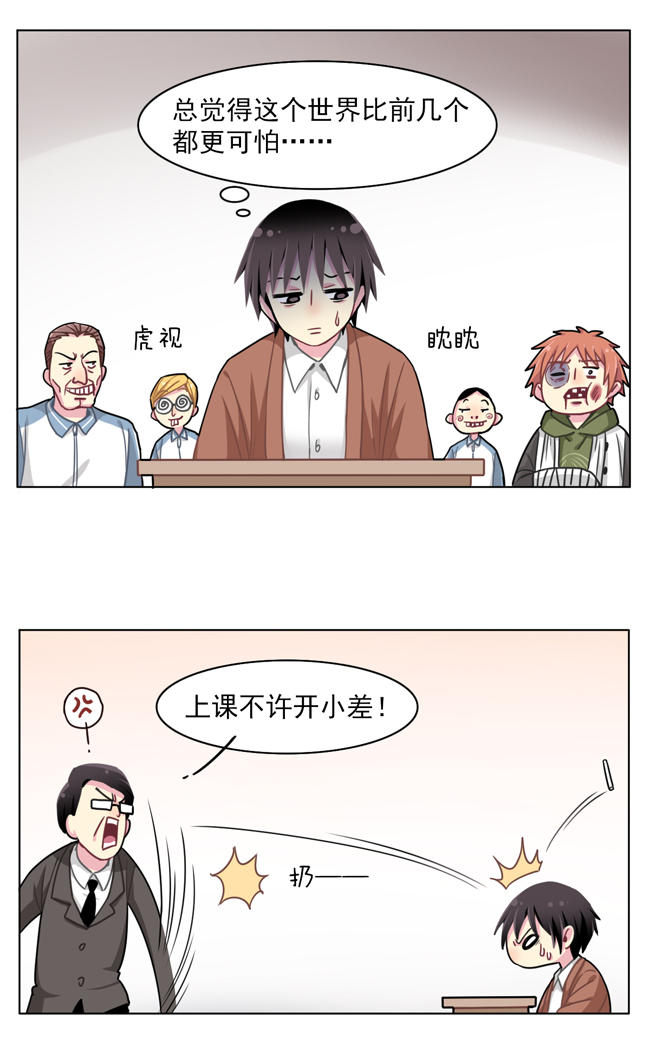 总觉得这个世界比前几个
都更可怕……
虎视
眈眈
上课不许开小差！
扔——